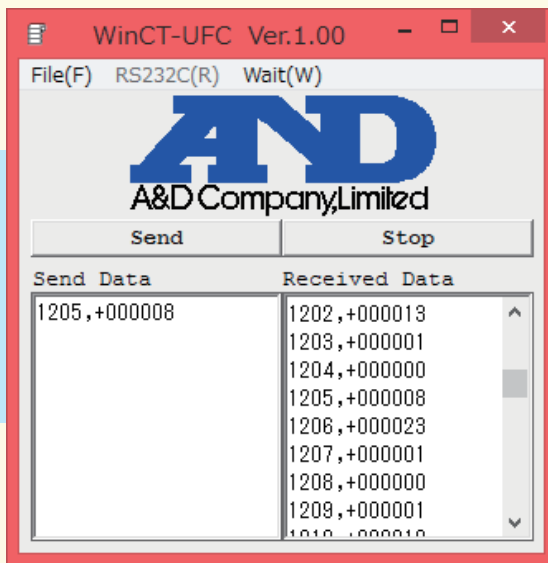 WinCT-UFC Ver.1.00
File(F) RS232C(R) Wait(W)
AND
A&D Company,Limited
Send Stop
Send Data Received Data
1205,+000008
1202,+000013
1203,+000001
1204,+000000
1205,+000008
1206,+000023
1207,+000001
1208,+000000
1209,+000001